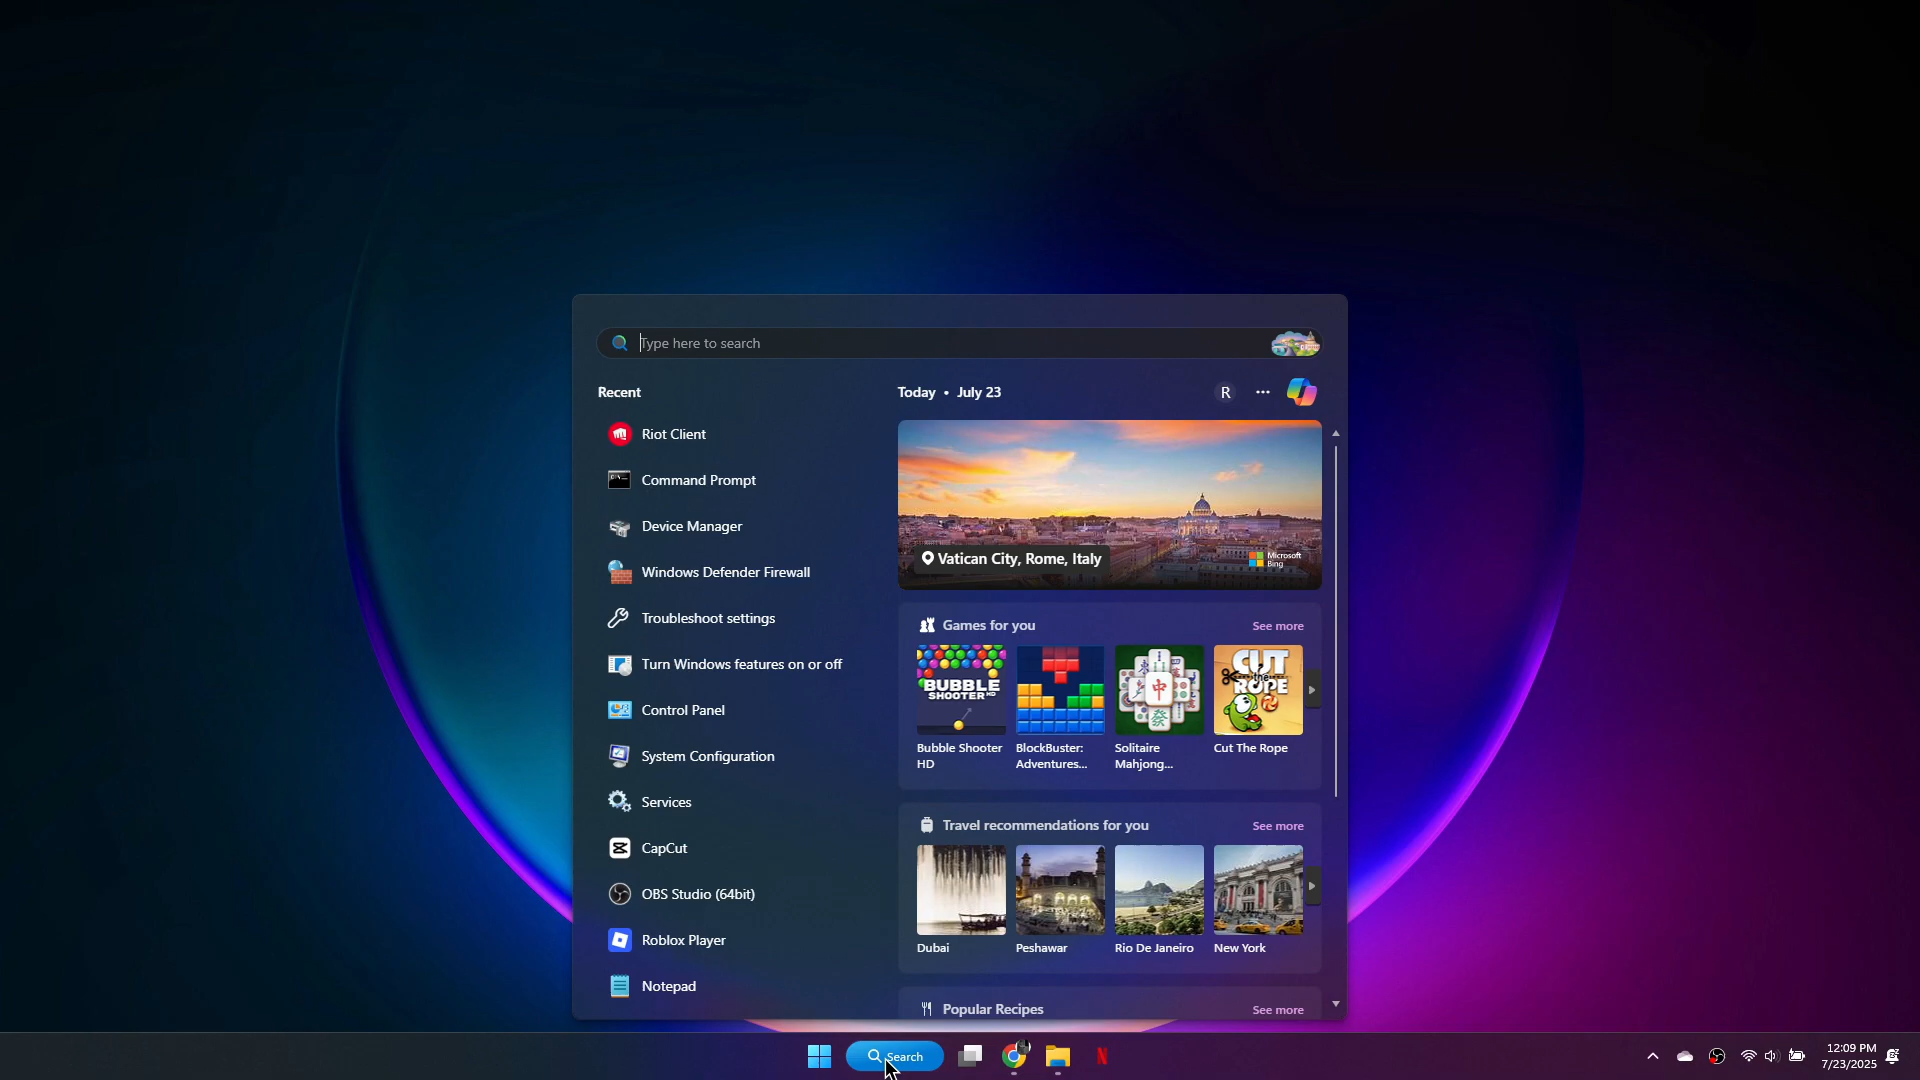 Type here to search
Recent
Today • July 23
R
Riot Client
Command Prompt
Device Manager
Windows Defender Firewall
Troubleshoot settings
Turn Windows features on or off
Control Panel
System Configuration
Services
CapCut
OBS Studio (64bit)
Roblox Player
Notepad
Vatican City, Rome, Italy
Microsoft
Bing
Games for you
See more
BUBBLE
SHOOTER HD
CUT
the
ROPE
中
發
Bubble Shooter
HD
BlockBuster:
Adventures...
Solitaire
Mahjong...
Cut The Rope
Travel recommendations for you
See more
Dubai
Peshawar
Rio De Janeiro
New York
Popular Recipes
See more
Search
N
12:09 PM
7/23/2025